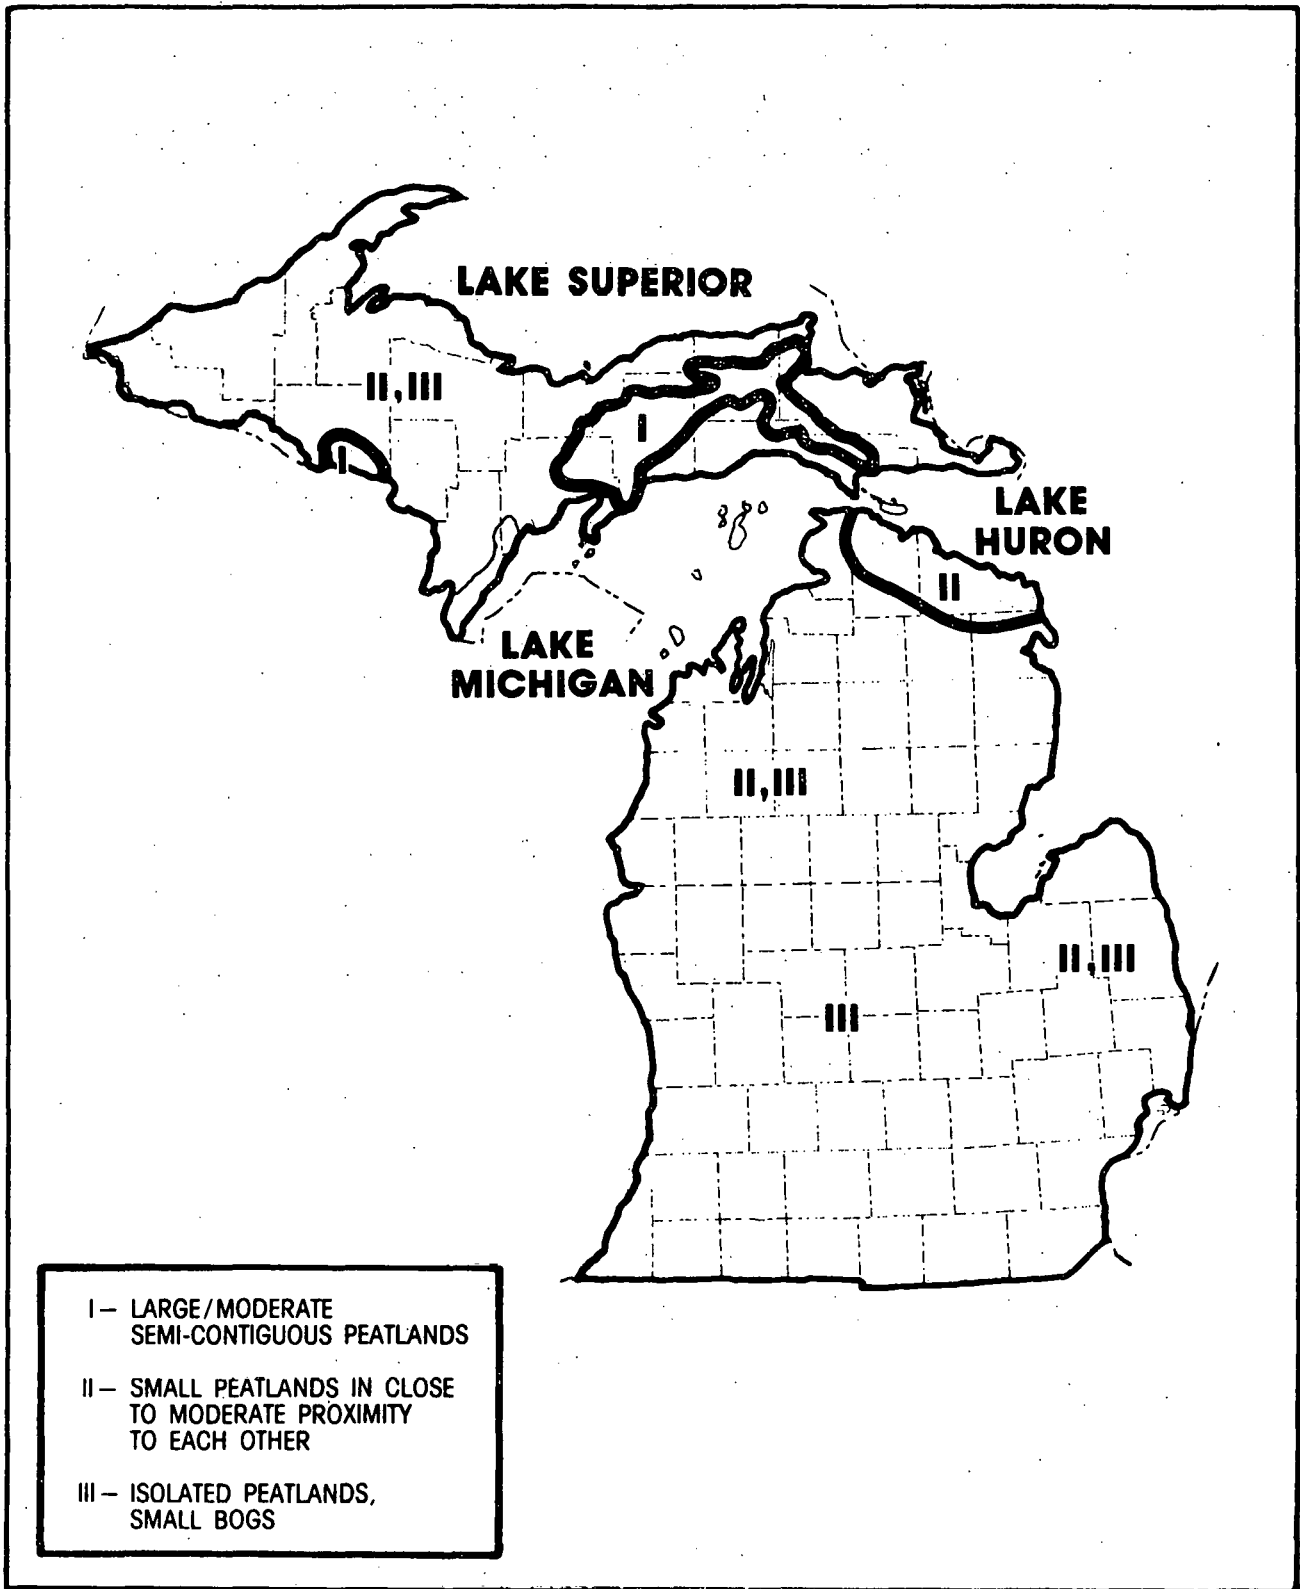 LAKE SUPERIOR
II,III
I
I
LAKE
HURON
II
LAKE
MICHIGAN
II,III
II,III
III
I – LARGE/MODERATE
SEMI-CONTIGUOUS PEATLANDS
II – SMALL PEATLANDS IN CLOSE
TO MODERATE PROXIMITY
TO EACH OTHER
III – ISOLATED PEATLANDS,
SMALL BOGS